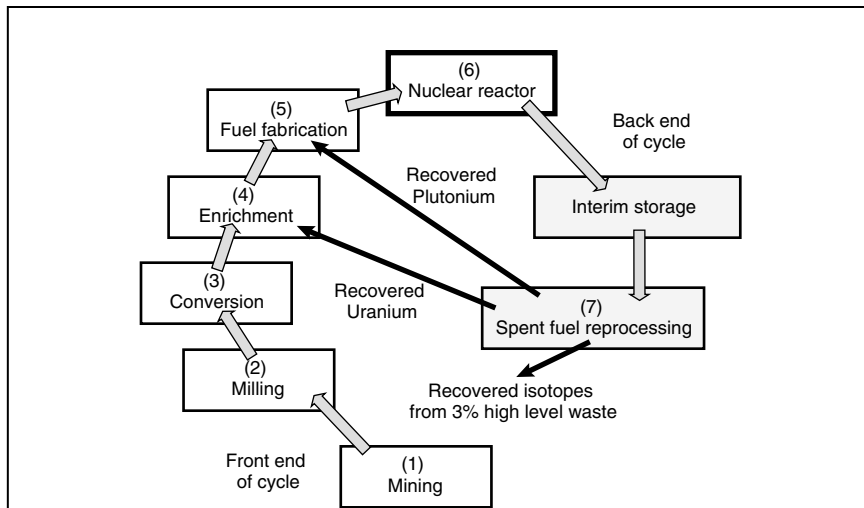 (6)
Nuclear reactor
(5)
Fuel fabrication
Back end
of cycle
Recovered
Plutonium
(4)
Enrichment
Interim storage
(3)
Conversion
Recovered
Uranium
(7)
Spent fuel reprocessing
(2)
Milling
Recovered isotopes
from 3% high level waste
Front end
of cycle
(1)
Mining